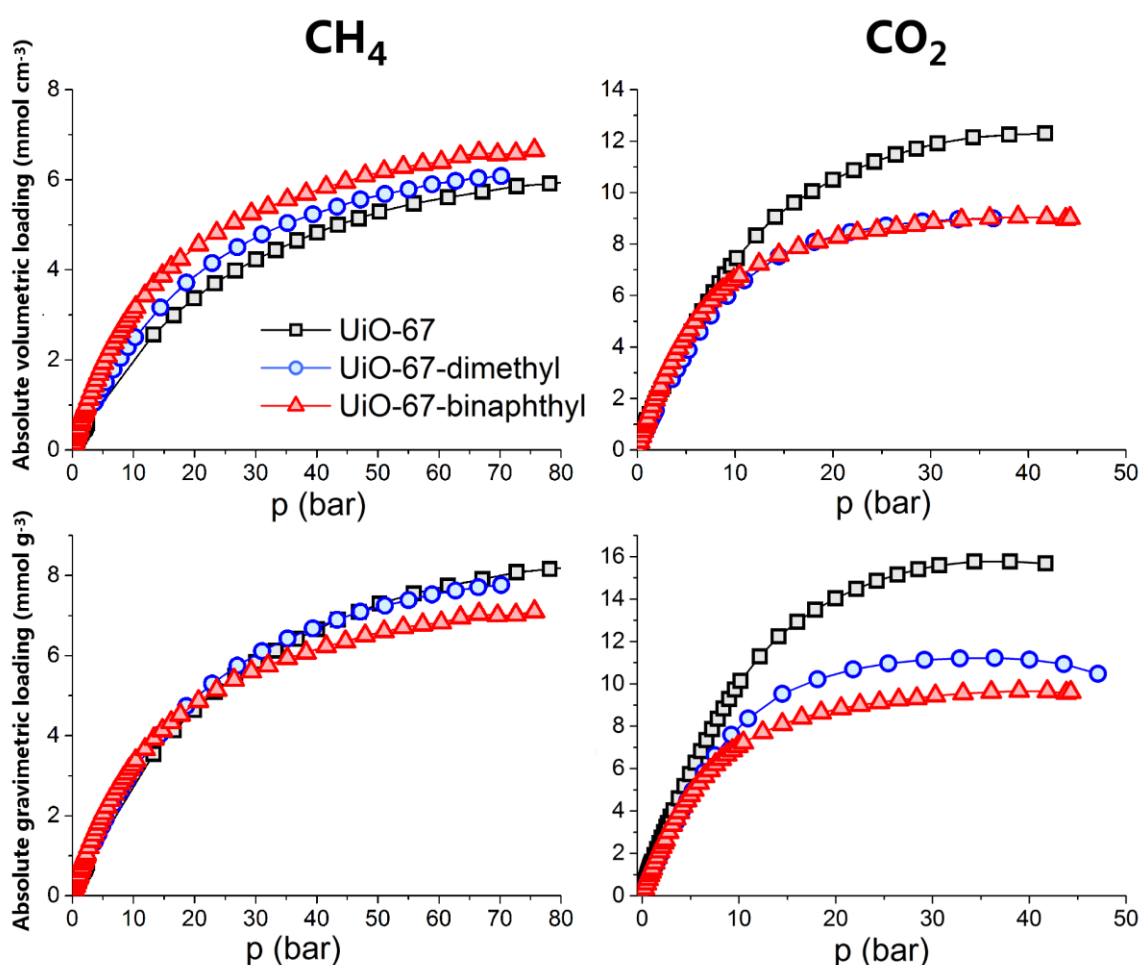 CH4
CO2
Absolute volumetric loading (mmol cm-3)
8
6
4
2
0
0 10 20 30 40 50 60 70 80
p (bar)
UiO-67
UiO-67-dimethyl
UiO-67-binaphthyl
14
12
10
8
6
4
2
0
0 10 20 30 40 50
p (bar)
Absolute gravimetric loading (mmol g-3)
8
6
4
2
0
0 10 20 30 40 50 60 70 80
p (bar)
16
14
12
10
8
6
4
2
0
0 10 20 30 40 50
p (bar)